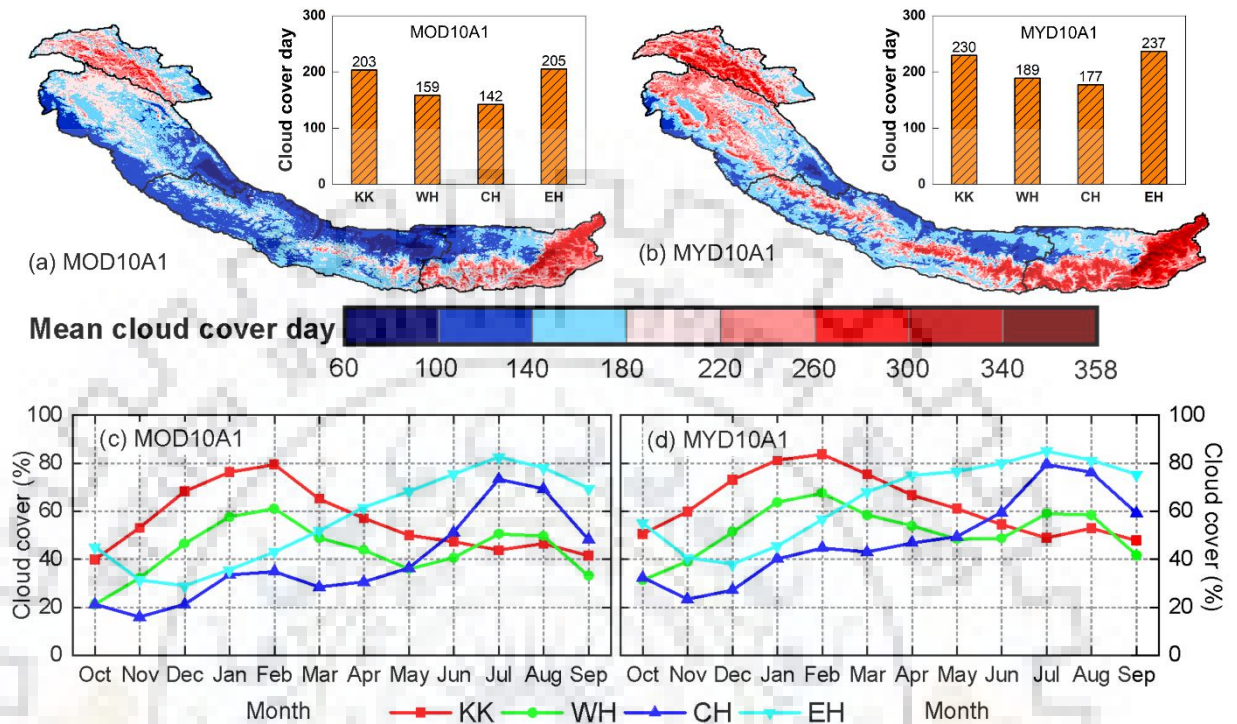 300
MOD10A1
203
205
200
159
142
100
0
Cloud cover day
KK WH CH EH
(a) MOD10A1
300
MYD10A1
230
237
200
189
177
100
0
Cloud cover day
KK WH CH EH
(b) MYD10A1
Mean cloud cover day
60 100 140 180 220 260 300 340 358
(c) MOD10A1
100
80
60
40
20
0
Cloud cover (%)
Oct Nov Dec Jan Feb Mar Apr May Jun Jul Aug Sep
(d) MYD10A1
100
80
60
40
20
0
Cloud cover (%)
Oct Nov Dec Jan Feb Mar Apr May Jun Jul Aug Sep
Month KK WH CH EH Month